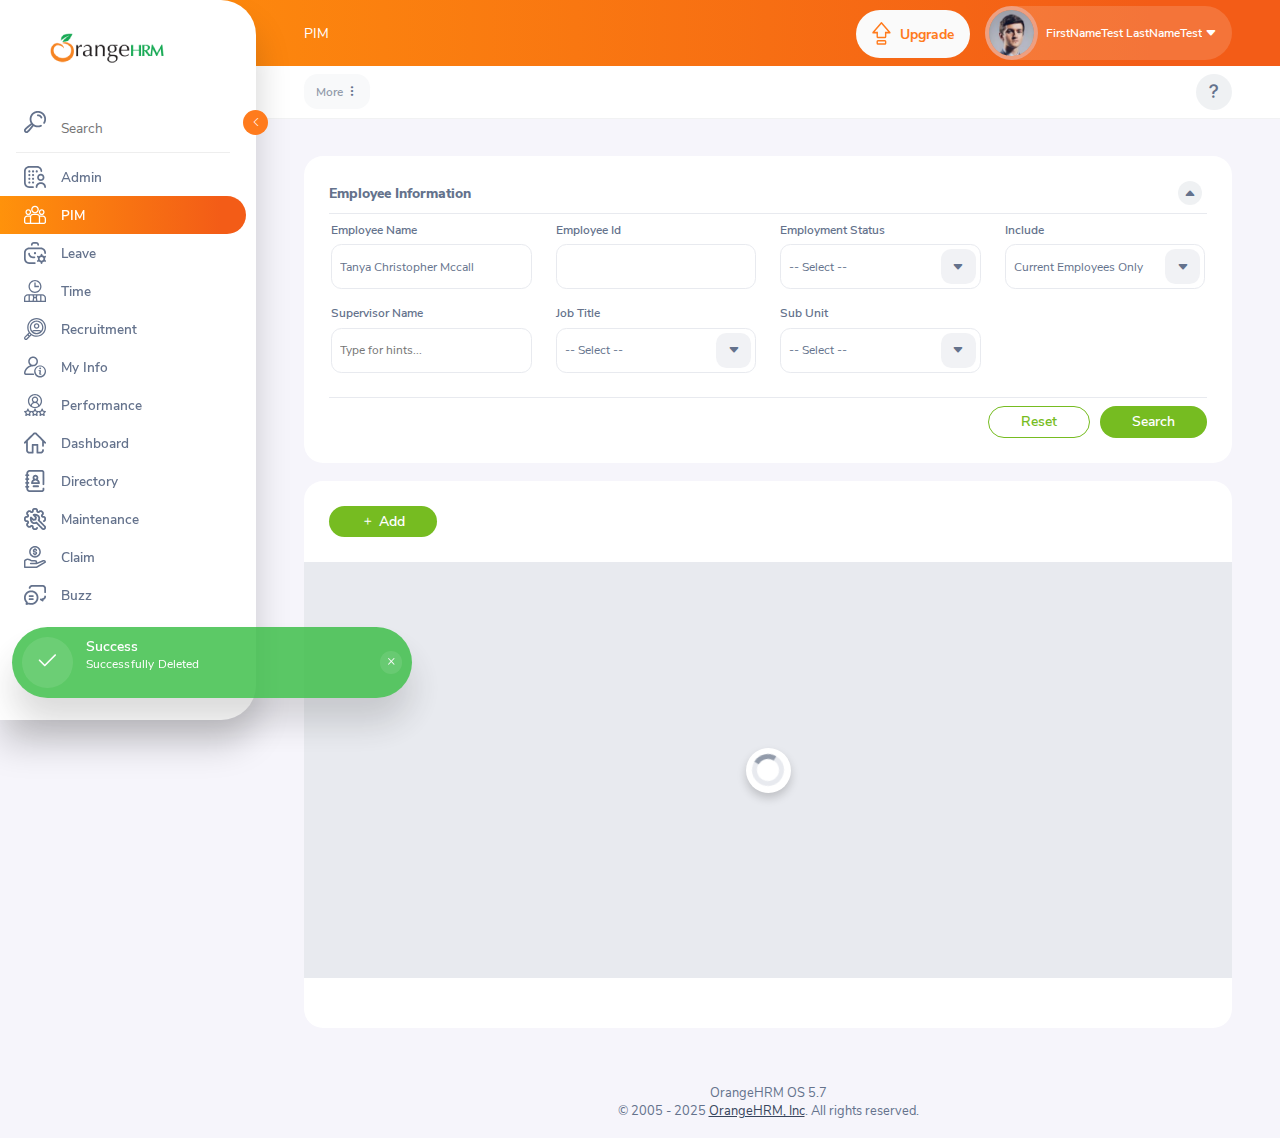 OrangeHRM
PIM
Upgrade
FirstNameTest LastNameTest
More
?
Search
Admin
PIM
Leave
Time
Recruitment
My Info
Performance
Dashboard
Directory
Maintenance
Claim
Buzz
Employee Information
Employee Name
Employee Id
Employment Status
Include
Tanya Christopher Mccall
-- Select --
Current Employees Only
Supervisor Name
Job Title
Sub Unit
Type for hints...
-- Select --
-- Select --
Reset
Search
+ Add
Success
Successfully Deleted
×
OrangeHRM OS 5.7
© 2005 - 2025 OrangeHRM, Inc. All rights reserved.